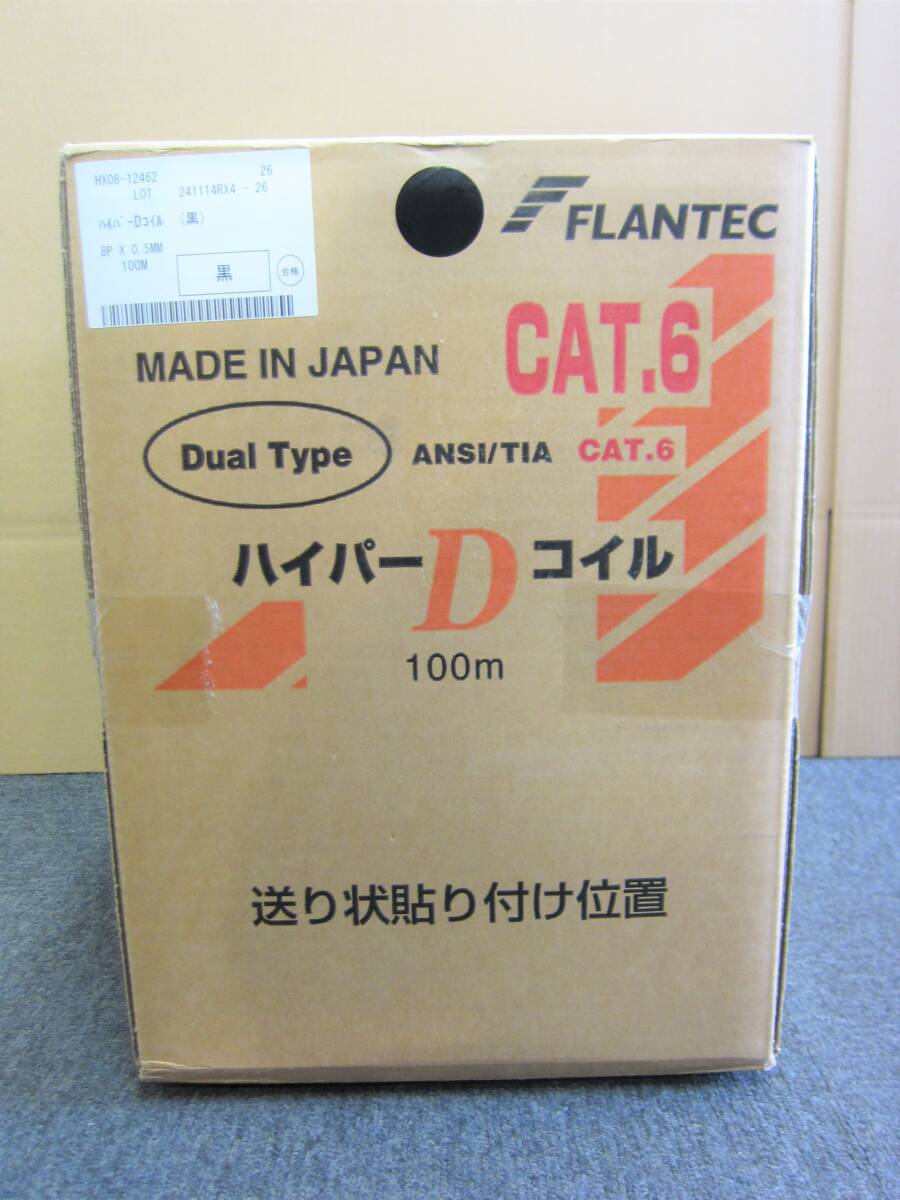 HX08-12462 26
LOT 241114RX4 - 26
ﾊｲﾊﾟｰDｺｲﾙ (黒)
8P X 0.5MM
100M
黒
合格
FLANTEC
CAT.6
MADE IN JAPAN
Dual Type ANSI/TIA CAT.6
ハイパーDコイル
100m
送り状貼り付け位置